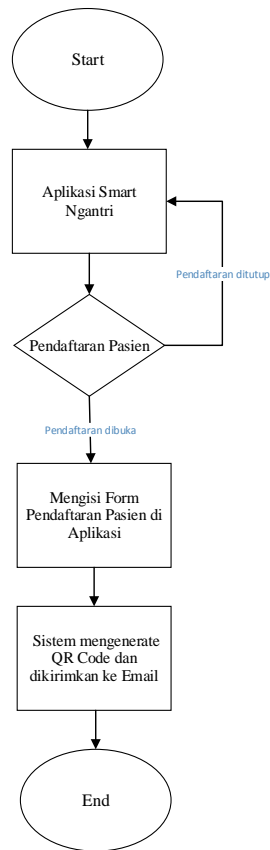 Start
Aplikasi Smart
Ngantri
Pendaftaran ditutup
Pendaftaran Pasien
Pendaftaran dibuka
Mengisi Form
Pendaftaran Pasien di
Aplikasi
Sistem mengenerate
QR Code dan
dikirimkan ke Email
End